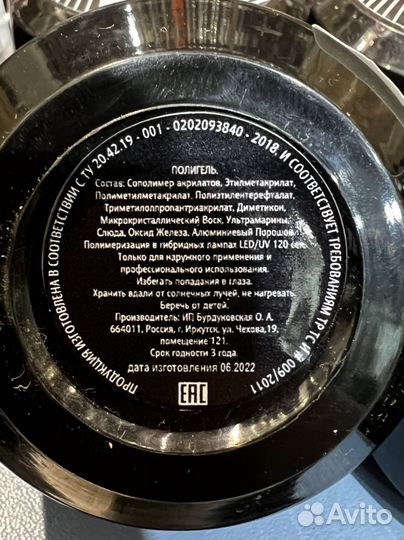 ПРОДУКЦИЯ ИЗГОТОВЛЕНА В СООТВЕТСТВИИ С ТУ 20.42.19 - 001 - 0202093840 - 2018. И СООТВЕТСТВУЕТ ТРЕБОВАНИЯМ ТР ТС И# 009/2011
ПОЛИГЕЛЬ.
Состав: Сополимер акрилатов, Этилметакрилат,
Полиметилметакрилат, Полиэтилентерефталат,
Триметилолпропантриакрилат, Диметикон,
Микрокристаллический Воск, Ультрамарины,
Слюда, Оксид Железа, Алюминиевый Порошок
Полимеризация в гибридных лампах LED/UV 120 сек.
Только для наружного применения и
профессионального использования.
Избегать попадания в глаза.
Хранить вдали от солнечных лучей, не нагревать.
Беречь от детей.
Производитель: ИП Бурдуковская О. А.
664011, Россия, г. Иркутск, ул. Чехова,19,
помещение 121.
Срок годности 3 года.
дата изготовления 06.2022
EAC
Avito